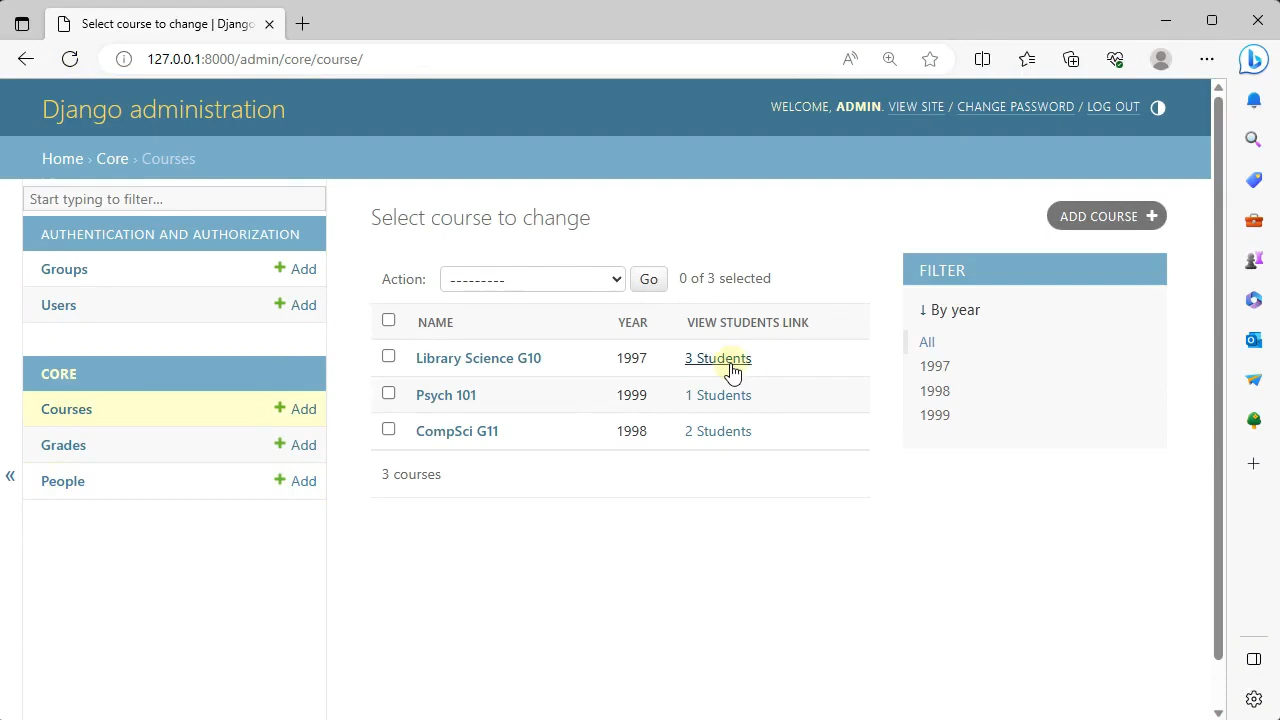 Select course to change | Django
127.0.0.1:8000/admin/core/course/
Django administration
WELCOME, ADMIN. VIEW SITE / CHANGE PASSWORD / LOG OUT
Home › Core › Courses
Start typing to filter...
AUTHENTICATION AND AUTHORIZATION
Groups + Add
Users + Add
CORE
Courses + Add
Grades + Add
People + Add
«
Select course to change
ADD COURSE +
Action: --------- Go 0 of 3 selected
NAME YEAR VIEW STUDENTS LINK
Library Science G10 1997 3 Students
Psych 101 1999 1 Students
CompSci G11 1998 2 Students
3 courses
FILTER
↓ By year
All
1997
1998
1999